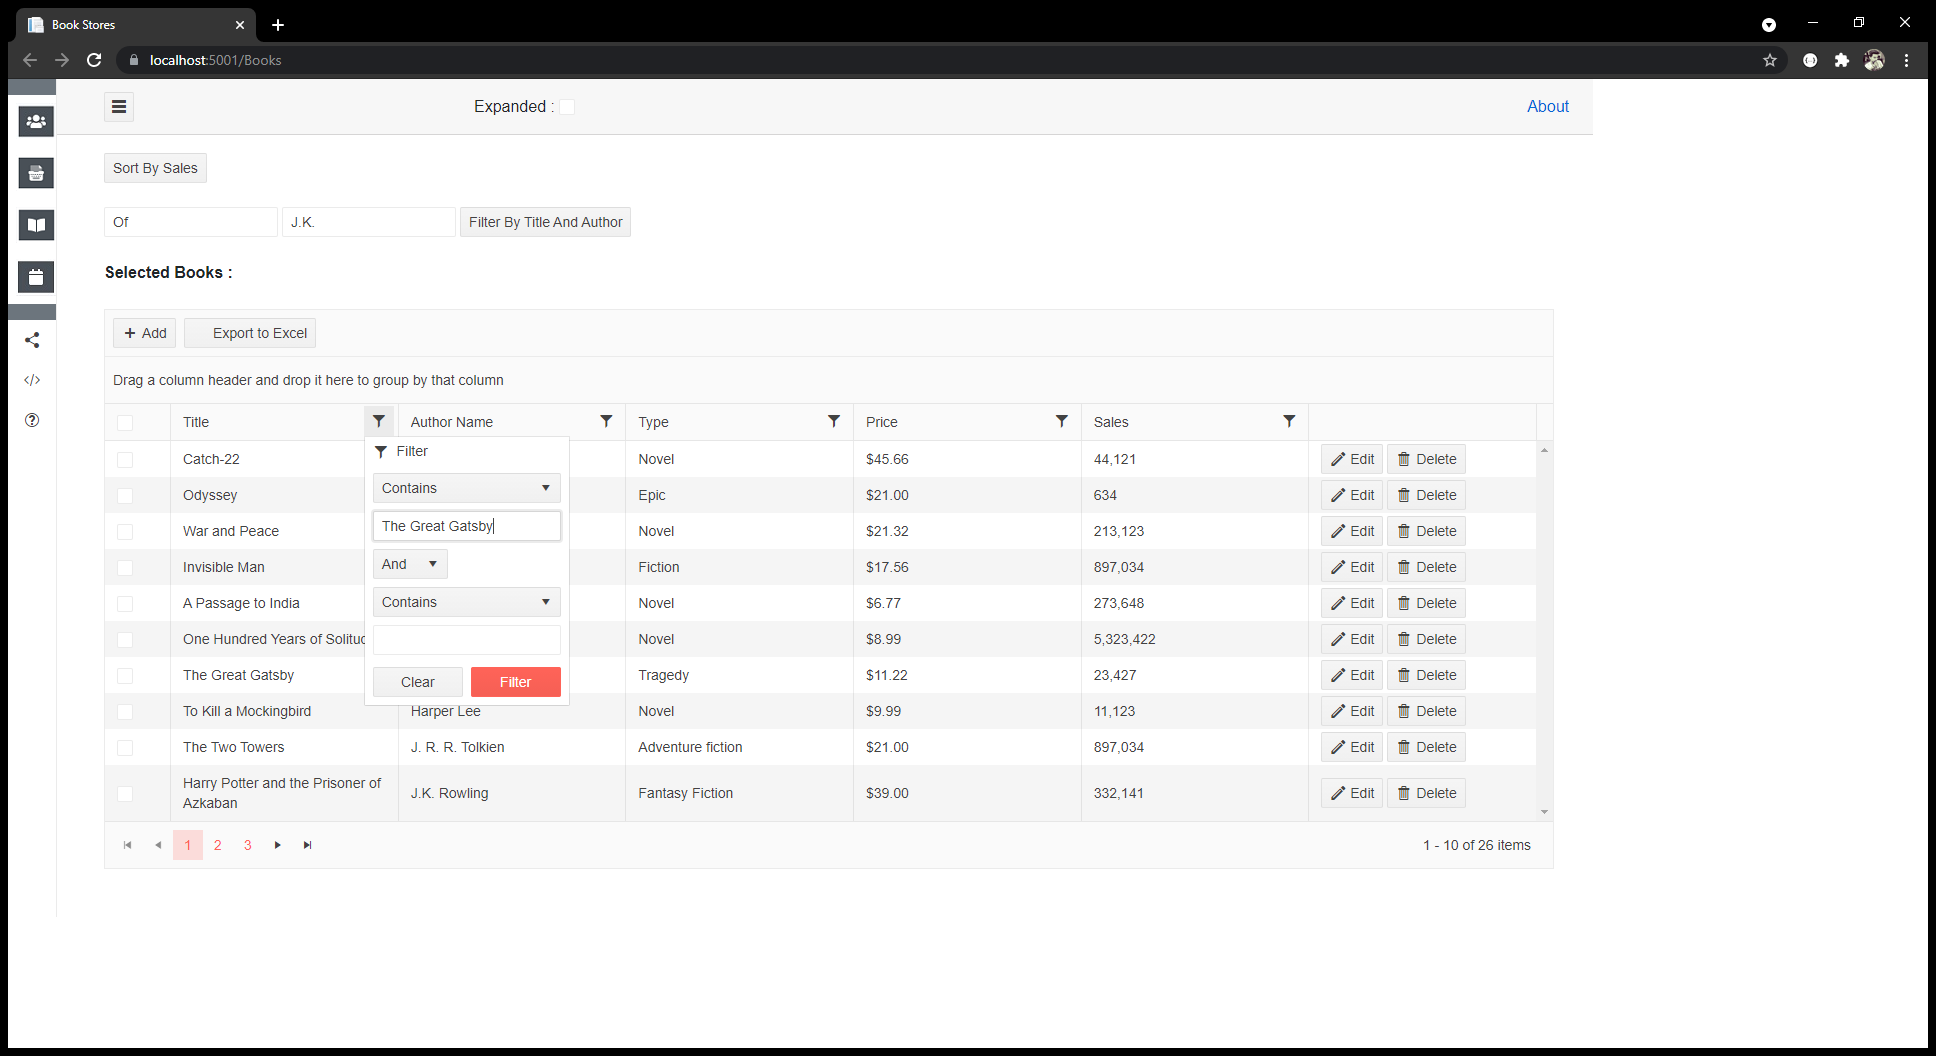 Book Stores
localhost:5001/Books
Expanded :
About
Sort By Sales
Of J.K. Filter By Title And Author
Selected Books :
Add Export to Excel
Drag a column header and drop it here to group by that column
Title Author Name Type Price Sales
Filter
Contains
The Great Gatsby
And
Contains
Clear Filter
Catch-22 Novel $45.66 44,121 Edit Delete
Odyssey Epic $21.00 634 Edit Delete
War and Peace Novel $21.32 213,123 Edit Delete
Invisible Man Fiction $17.56 897,034 Edit Delete
A Passage to India Novel $6.77 273,648 Edit Delete
One Hundred Years of Novel $8.99 5,323,422 Edit Delete
The Great Gatsby Tragedy $11.22 23,427 Edit Delete
To Kill a Mockingbird Harper Lee Novel $9.99 11,123 Edit Delete
The Two Towers J. R. R. Tolkien Adventure fiction $21.00 897,034 Edit Delete
Harry Potter and the Prisoner of
Azkaban J.K. Rowling Fantasy Fiction $39.00 332,141 Edit Delete
1 2 3 1 - 10 of 26 items